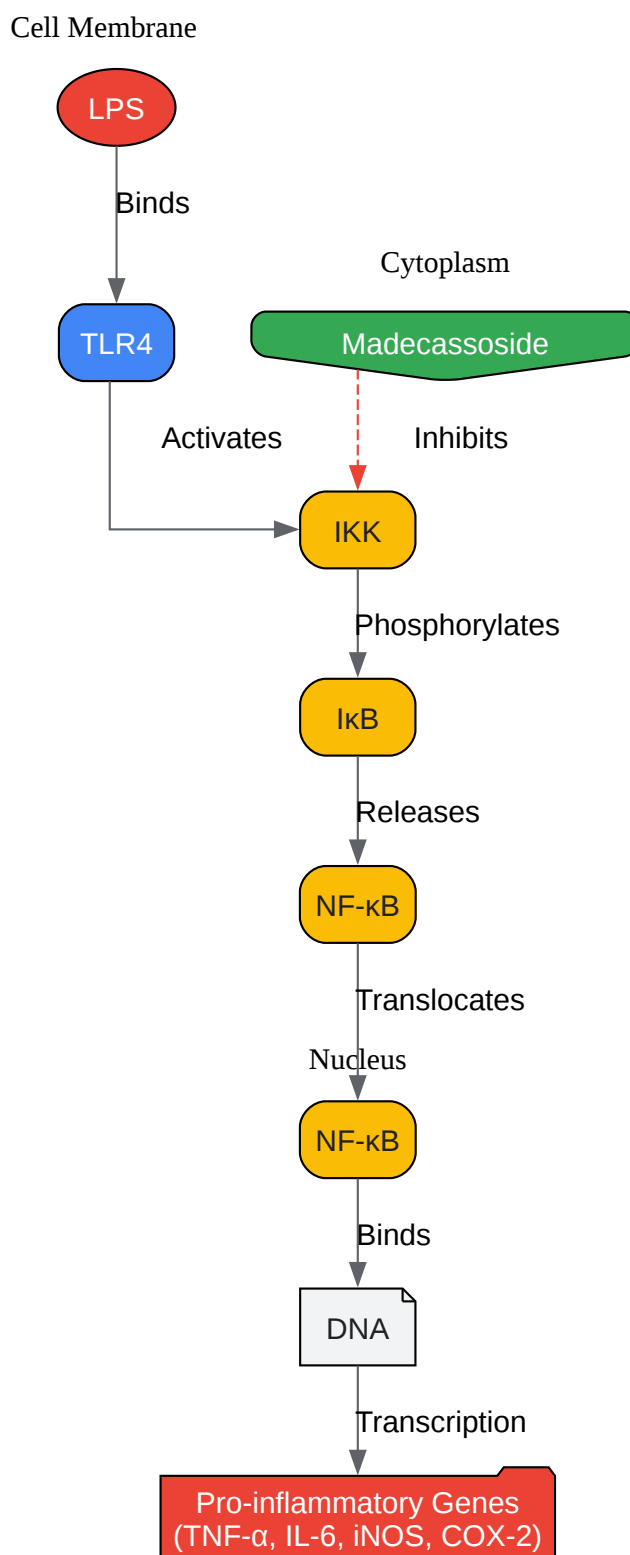 Cell Membrane
LPS
Binds
Cytoplasm
TLR4
Madecassoside
Activates
Inhibits
IKK
Phosphorylates
IκB
Releases
NF-κB
Translocates
Nucleus
NF-κB
Binds
DNA
Transcription
Pro-inflammatory Genes
(TNF-α, IL-6, iNOS, COX-2)